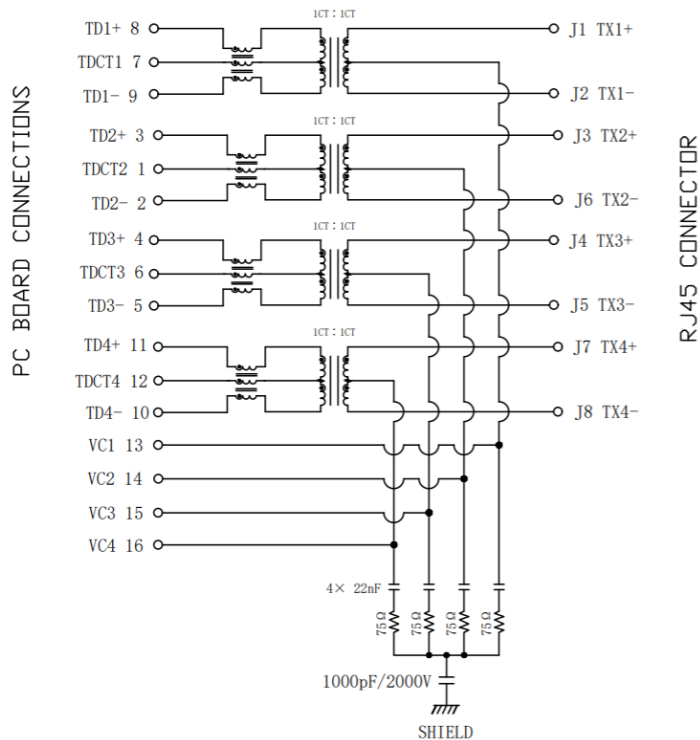 PC BOARD CONNECTIONS
1CT : 1CT
TD1+ 8
J1 TX1+
TDCT1 7
TD1- 9
J2 TX1-
1CT : 1CT
TD2+ 3
J3 TX2+
TDCT2 1
TD2- 2
J6 TX2-
1CT : 1CT
TD3+ 4
J4 TX3+
TDCT3 6
TD3- 5
J5 TX3-
1CT : 1CT
TD4+ 11
J7 TX4+
TDCT4 12
TD4- 10
J8 TX4-
RJ45 CONNECTOR
VC1 13
VC2 14
VC3 15
VC4 16
4× 22nF
75Ω
75Ω
75Ω
75Ω
1000pF/2000V
SHIELD